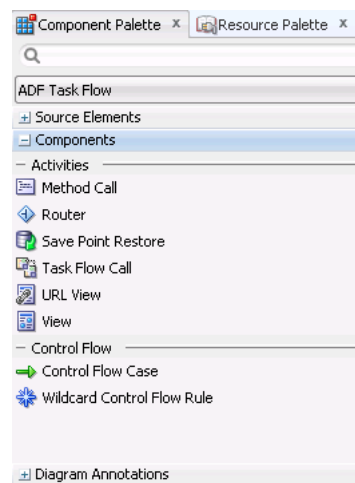 Component Palette x Resource Palette x
ADF Task Flow
Source Elements
Components
Activities
Method Call
Router
Save Point Restore
Task Flow Call
URL View
View
Control Flow
Control Flow Case
Wildcard Control Flow Rule
Diagram Annotations